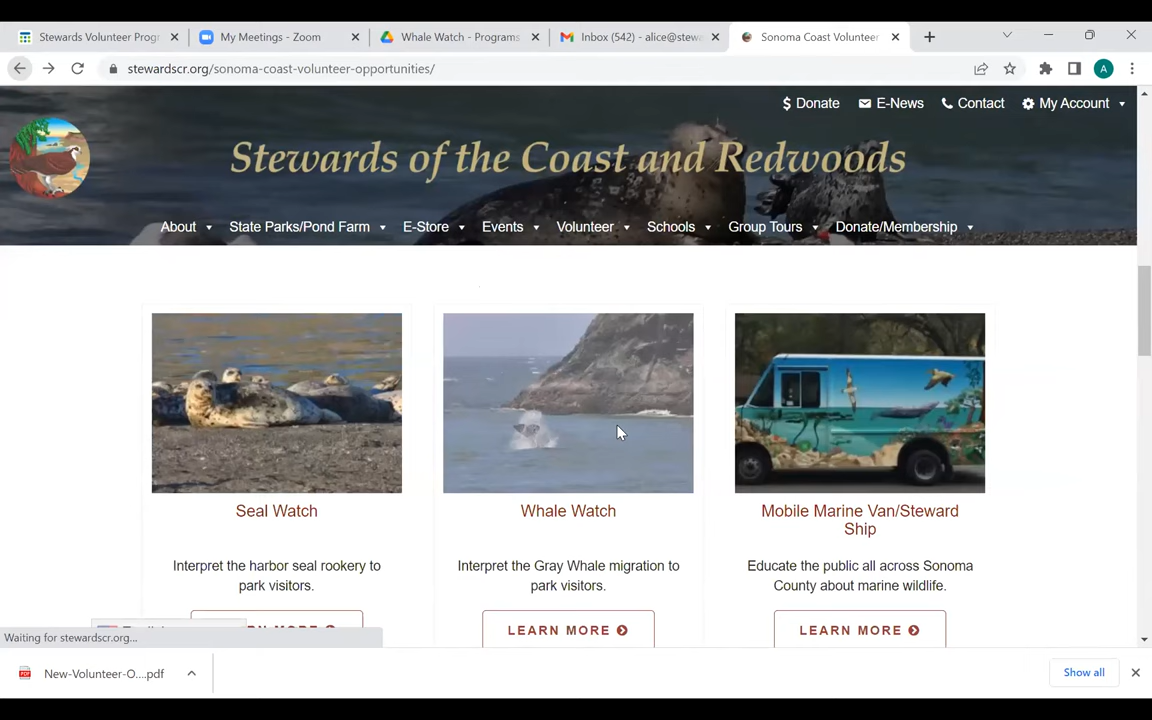 Stewards Volunteer Progr
My Meetings - Zoom
Whale Watch - Programs
Inbox (542) - alice@stewa
Sonoma Coast Volunteer
stewardscr.org/sonoma-coast-volunteer-opportunities/
A
$ Donate E-News Contact My Account
Stewards of the Coast and Redwoods
About State Parks/Pond Farm E-Store Events Volunteer Schools Group Tours Donate/Membership
Seal Watch
Interpret the harbor seal rookery to
park visitors.
Whale Watch
Interpret the Gray Whale migration to
park visitors.
LEARN MORE
Mobile Marine Van/Steward
Ship
Educate the public all across Sonoma
County about marine wildlife.
LEARN MORE
Waiting for stewardscr.org...
PDF
New-Volunteer-O....pdf
Show all